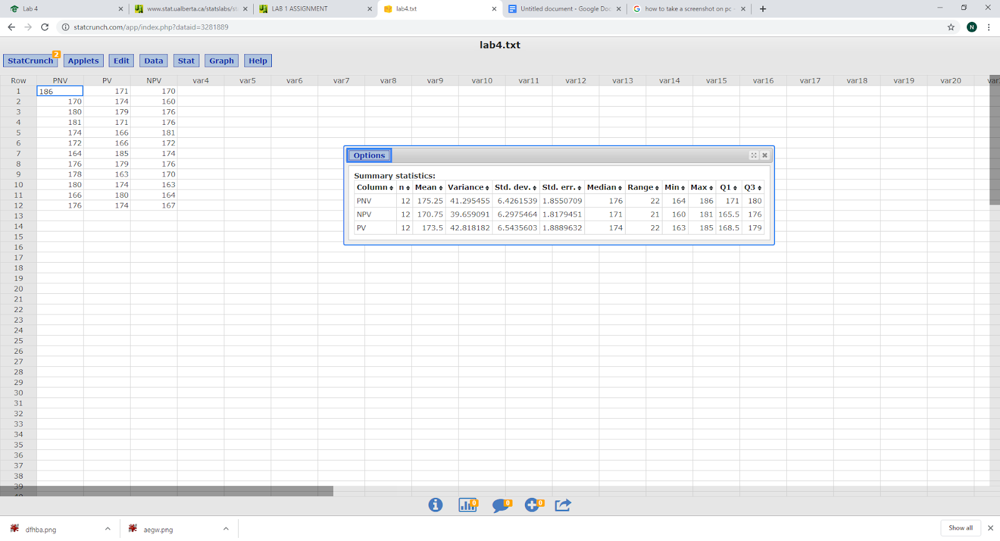 Lab 4
www.stat.ualberta.ca/statslabs/st
LAB 1 ASSIGNMENT
lab4.txt
Untitled document - Google Doc
how to take a screenshot on pc -
statcrunch.com/app/index.php?dataid=3281889
N
lab4.txt
StatCrunch 2 Applets Edit Data Stat Graph Help
Row PNV PV NPV var4 var5 var6 var7 var8 var9 var10 var11 var12 var13 var14 var15 var16 var17 var18 var19 var20 var
1 186 171 170
2 170 174 160
3 180 179 176
4 181 171 176
5 174 166 181
6 172 166 172
7 164 185 174
8 176 179 176
9 178 163 170
10 180 174 163
11 166 180 164
12 176 174 167
13
14
15
16
17
18
19
20
21
22
23
24
25
26
27
28
29
30
31
32
33
34
35
36
37
38
39
40
Options
Summary statistics:
Column n Mean Variance Std. dev. Std. err. Median Range Min Max Q1 Q3
PNV 12 175.25 41.295455 6.4261539 1.8550709 176 22 164 186 171 180
NPV 12 170.75 39.659091 6.2975464 1.8179451 171 21 160 181 165.5 176
PV 12 173.5 42.818182 6.5435603 1.8889632 174 22 163 185 168.5 179
0 0 0
dfhba.png
aegw.png
Show all